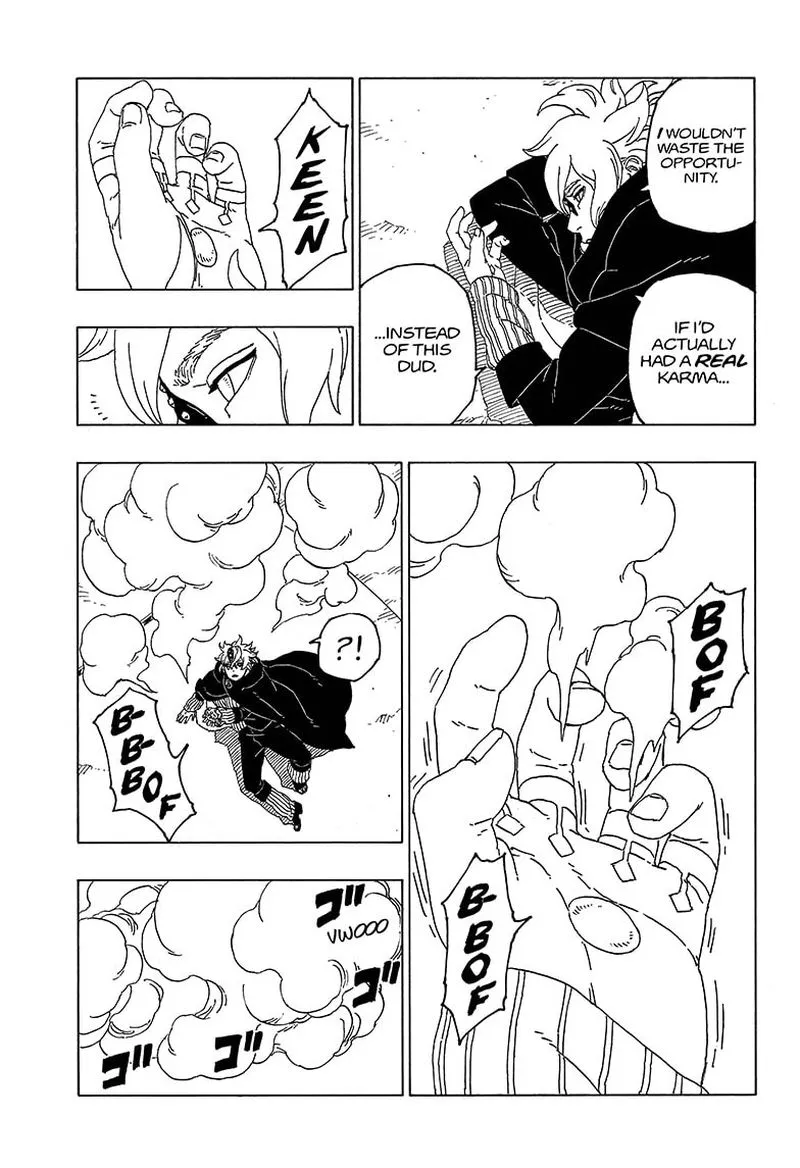 I WOULDN'T
WASTE THE
OPPORTU-
NITY.
IF I'D
ACTUALLY
HAD A REAL
KARMA...
...INSTEAD
OF THIS
DUD.
KEEN
BOF
B-
BOF
?!
B-
B-
BOF
ゴ
VWOOO
ゴ
ゴ
ゴ